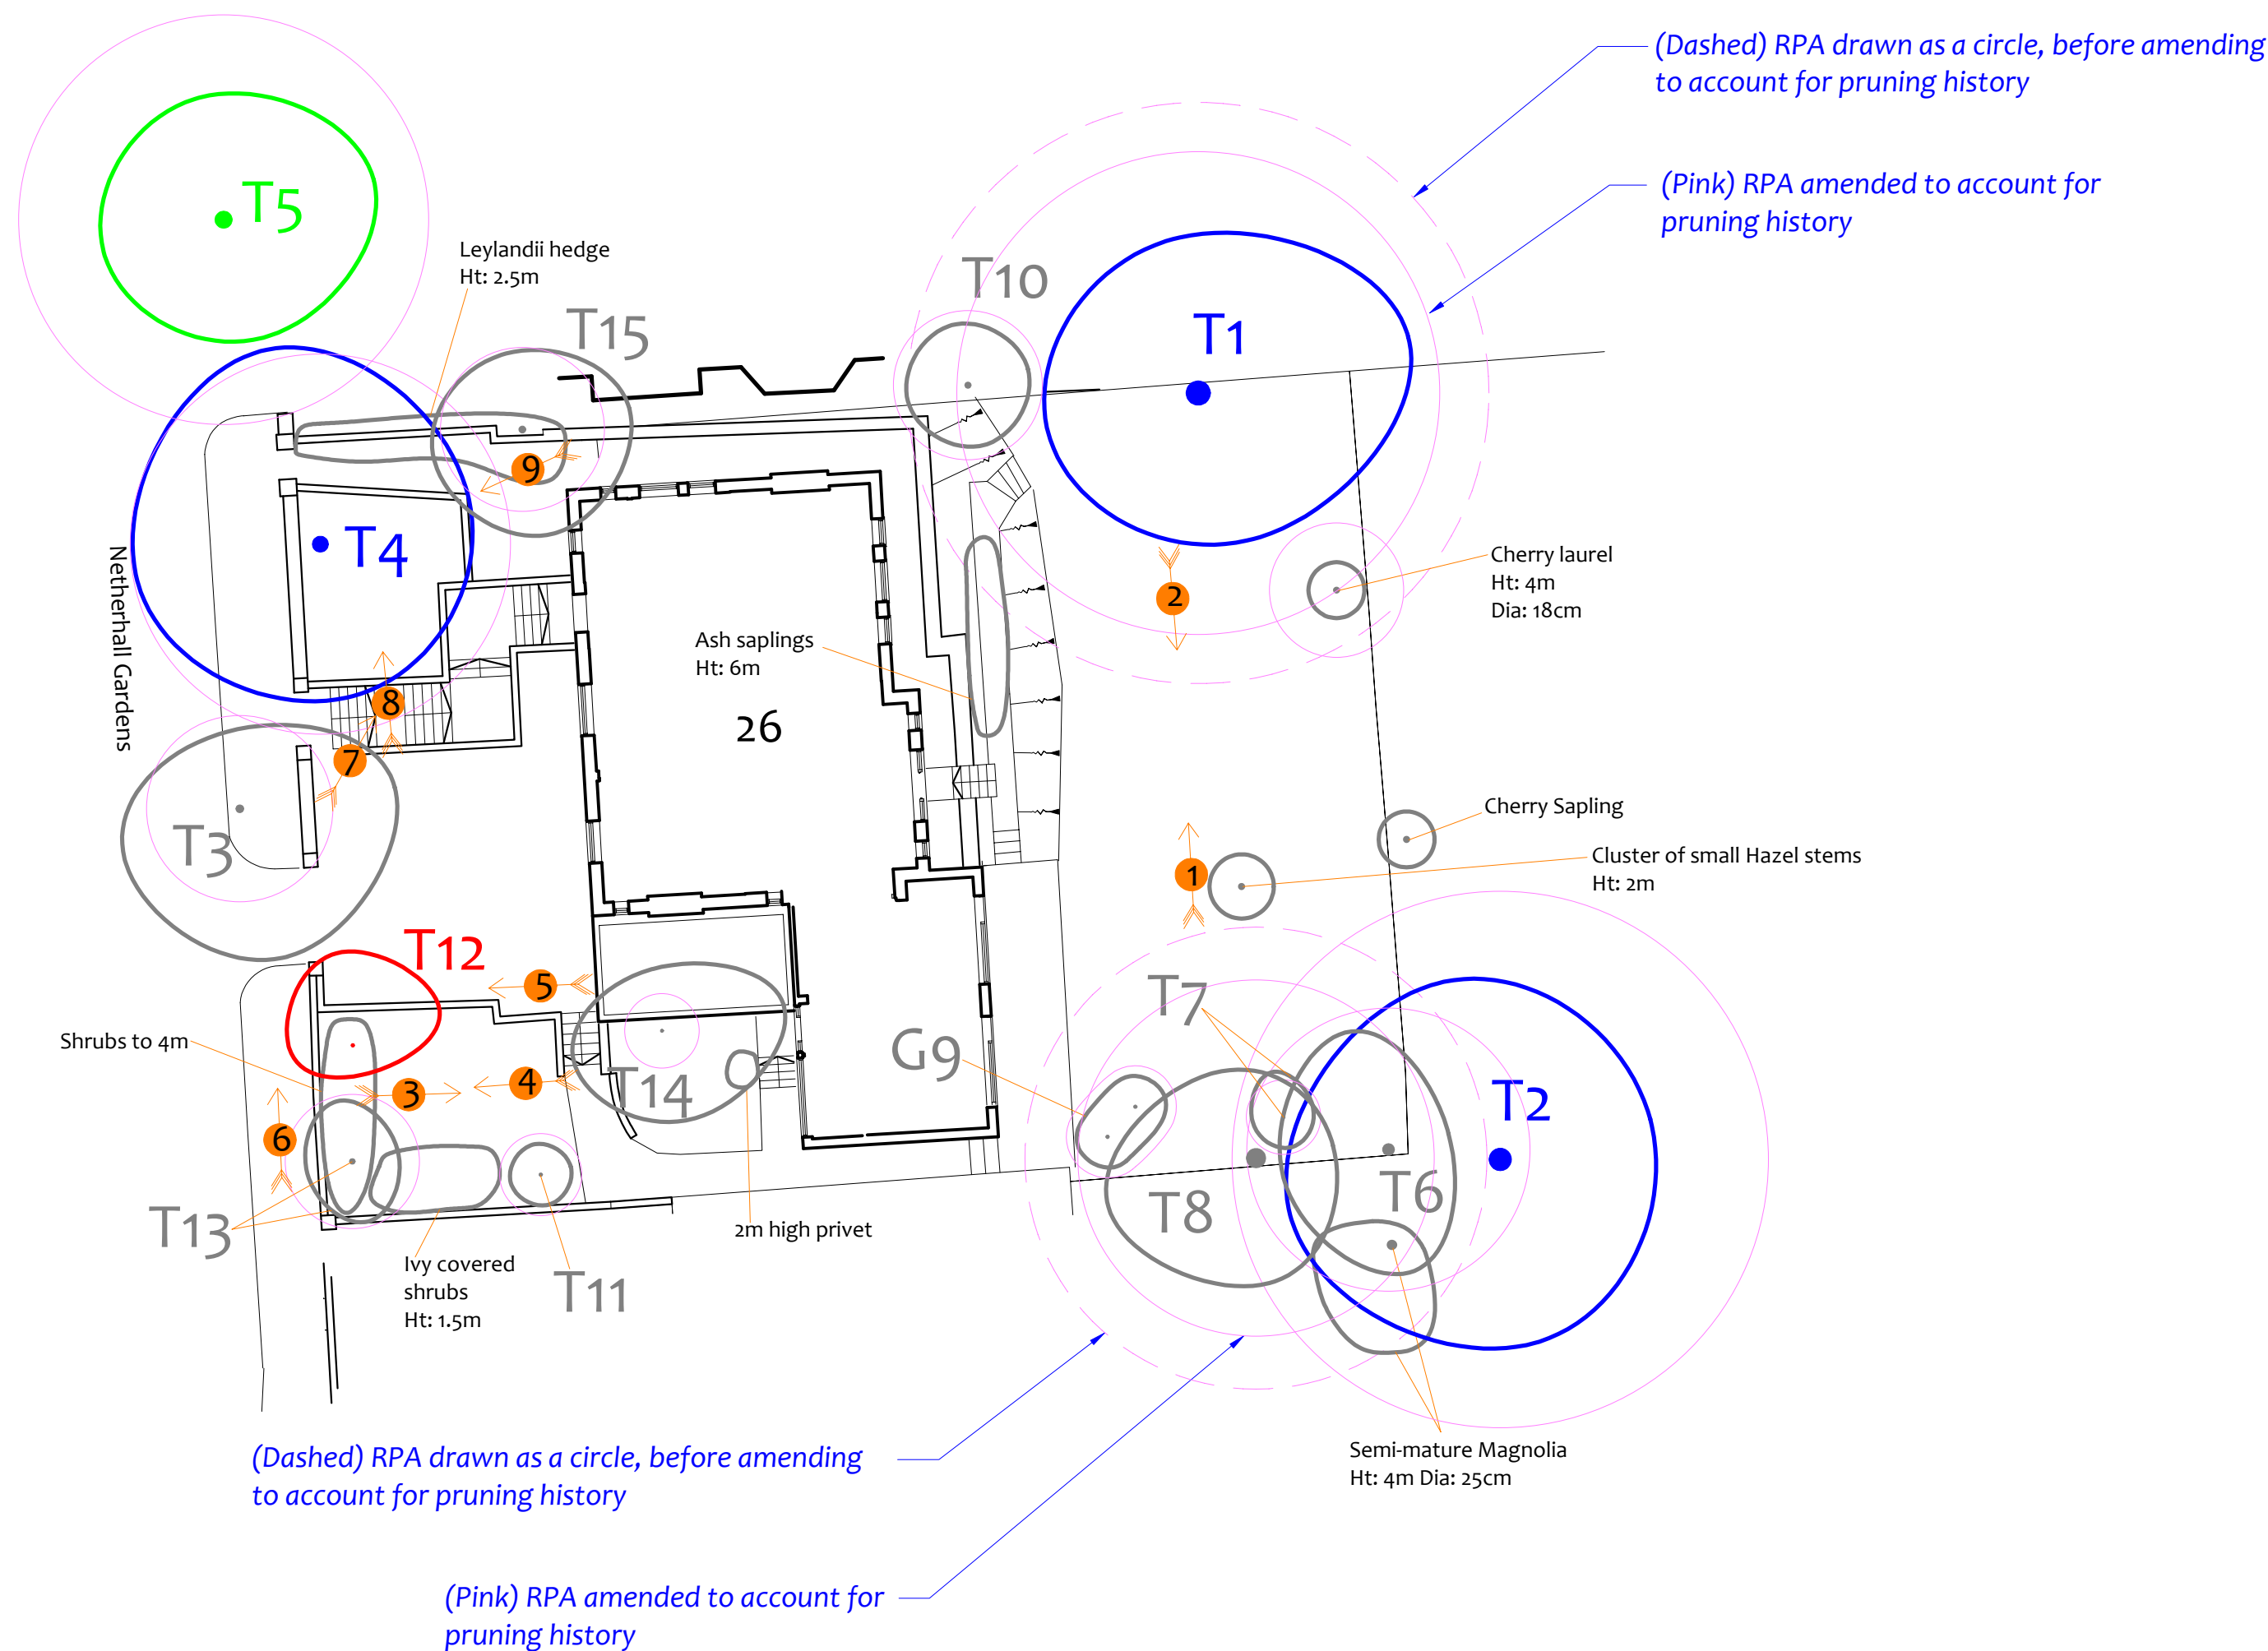 (Dashed) RPA drawn as a circle, before amending
to account for pruning history
(Pink) RPA amended to account for
pruning history
T5
Leylandii hedge
Ht: 2.5m
T15
T10
T1
9
T4
Netherhall Gardens
Cherry laurel
Ht: 4m
Dia: 18cm
2
Ash saplings
Ht: 6m
26
8
7
T3
Cherry Sapling
Cluster of small Hazel stems
Ht: 2m
1
T12
5
T7
Shrubs to 4m
G9
T14
T2
3
4
6
T6
T8
T13
2m high privet
Ivy covered
shrubs
Ht: 1.5m
T11
Semi-mature Magnolia
Ht: 4m Dia: 25cm
(Dashed) RPA drawn as a circle, before amending
to account for pruning history
(Pink) RPA amended to account for
pruning history